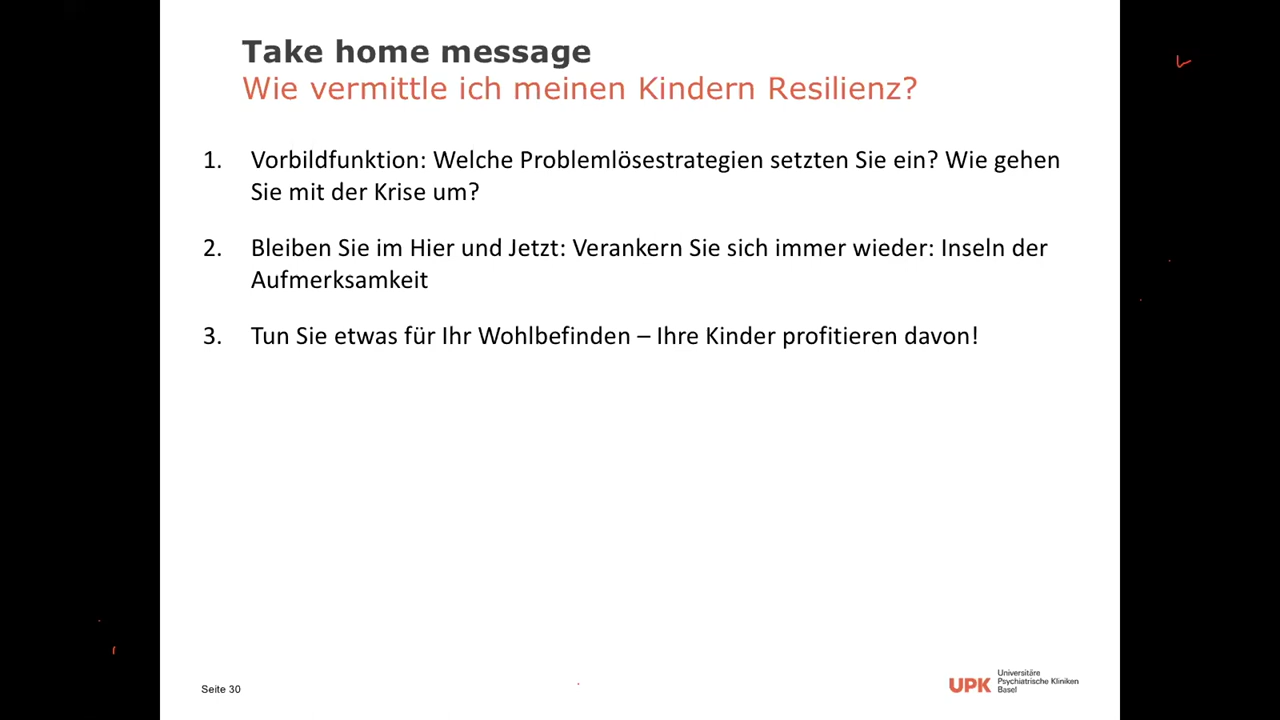 Take home message
Wie vermittle ich meinen Kindern Resilienz?
1. Vorbildfunktion: Welche Problemlösestrategien setzten Sie ein? Wie gehen
Sie mit der Krise um?
2. Bleiben Sie im Hier und Jetzt: Verankern Sie sich immer wieder: Inseln der
Aufmerksamkeit
3. Tun Sie etwas für Ihr Wohlbefinden – Ihre Kinder profitieren davon!
Seite 30
UPK
Universitäre
Psychiatrische Kliniken
Basel